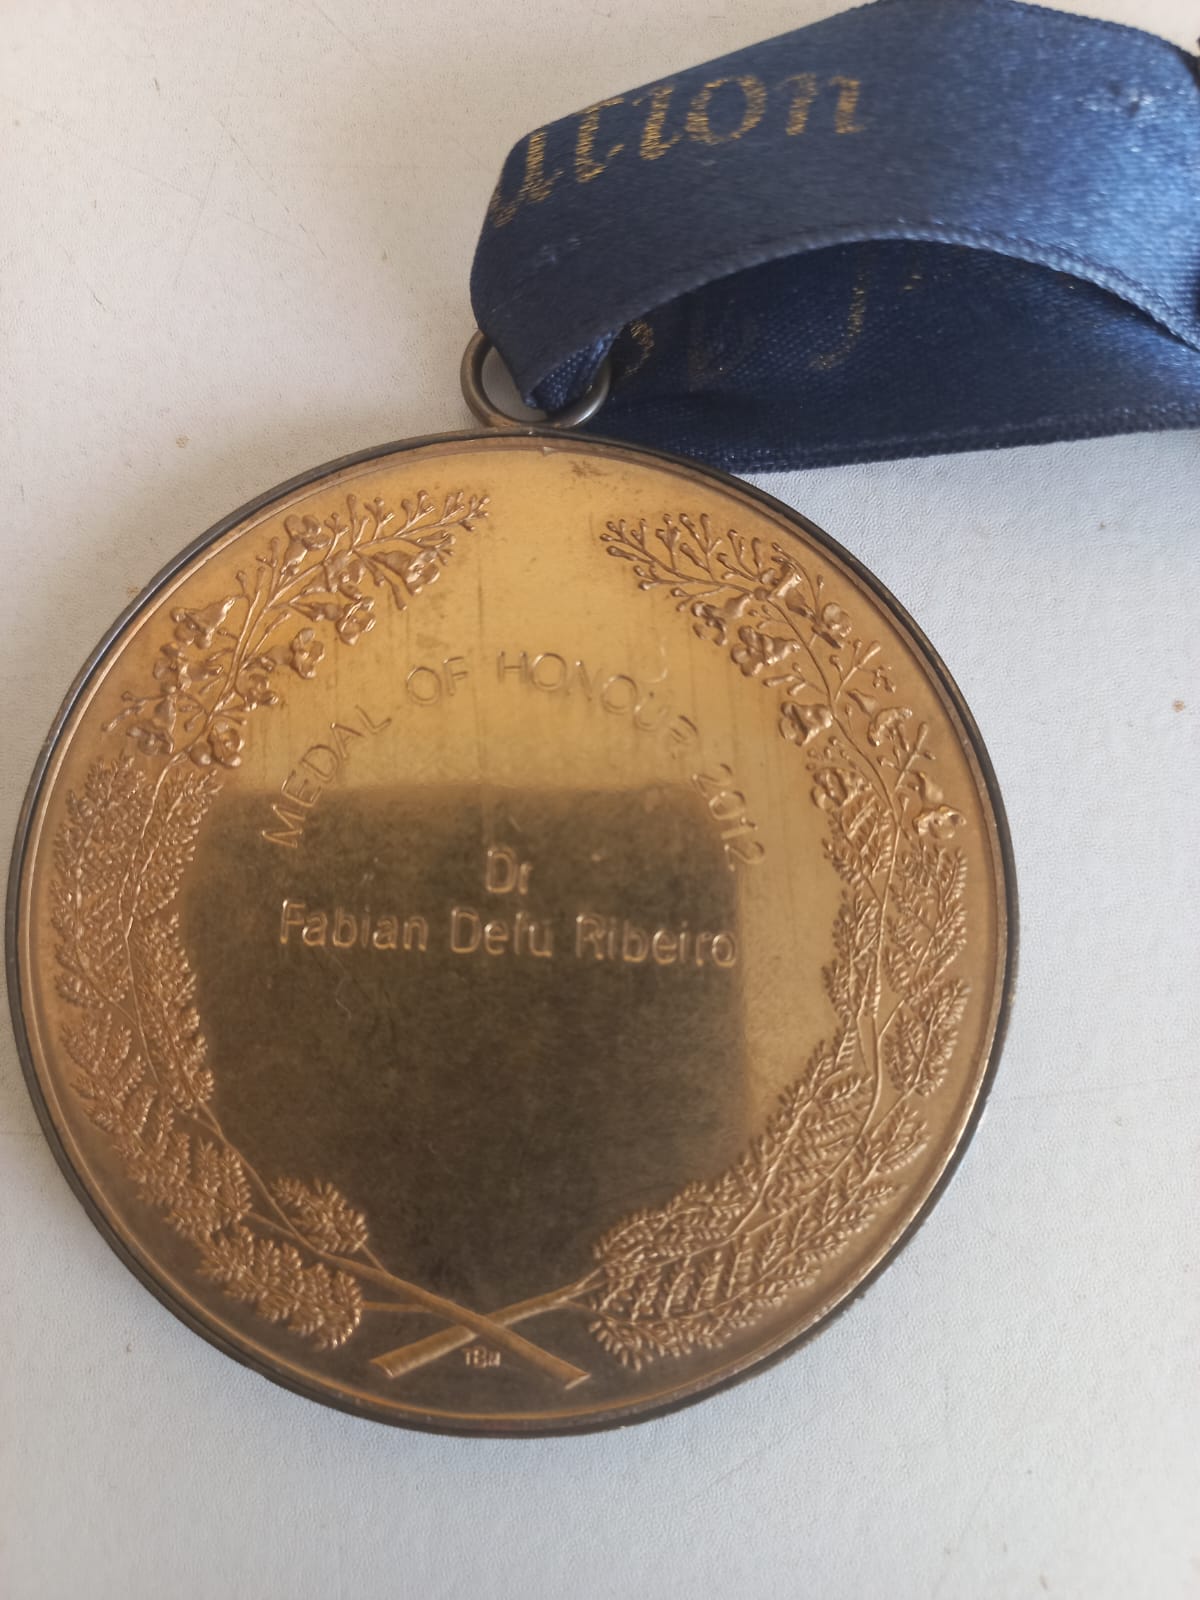 MEDAL OF HONOUR 2012
Dr
Fabian Defu Ribeiro